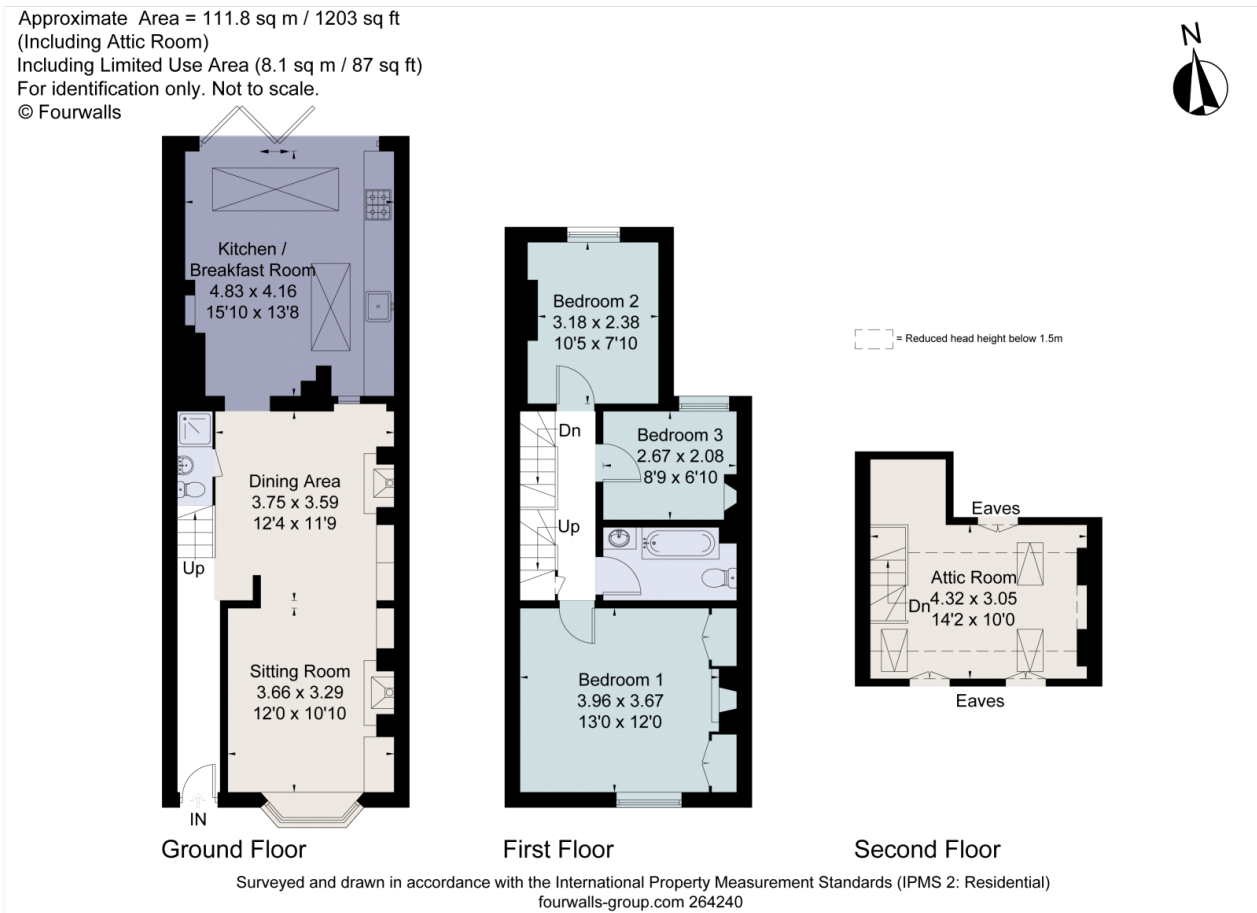 Approximate Area = 111.8 sq m / 1203 sq ft
(Including Attic Room)
Including Limited Use Area (8.1 sq m / 87 sq ft)
For identification only. Not to scale.
© Fourwalls
N
Kitchen /
Breakfast Room
4.83 x 4.16
15'10 x 13'8
Dining Area
3.75 x 3.59
12'4 x 11'9
Up
Sitting Room
3.66 x 3.29
12'0 x 10'10
IN
Ground Floor
Bedroom 2
3.18 x 2.38
10'5 x 7'10
Dn
Bedroom 3
2.67 x 2.08
8'9 x 6'10
Up
Bedroom 1
3.96 x 3.67
13'0 x 12'0
First Floor
= Reduced head height below 1.5m
Eaves
Attic Room
Dn
4.32 x 3.05
14'2 x 10'0
Eaves
Second Floor
Surveyed and drawn in accordance with the International Property Measurement Standards (IPMS 2: Residential)
fourwalls-group.com 264240